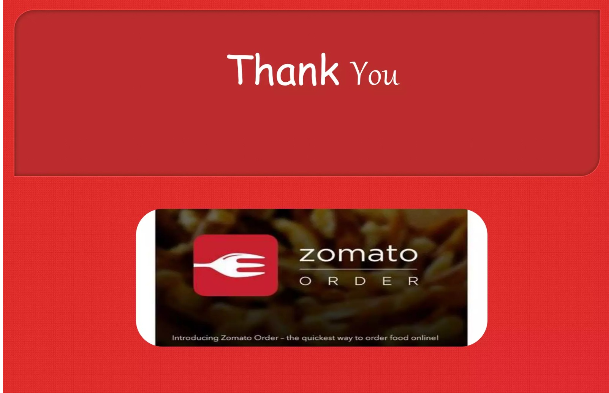 Thank You
zomato
ORDER
Introducing Zomato Order – the quickest way to order food online!